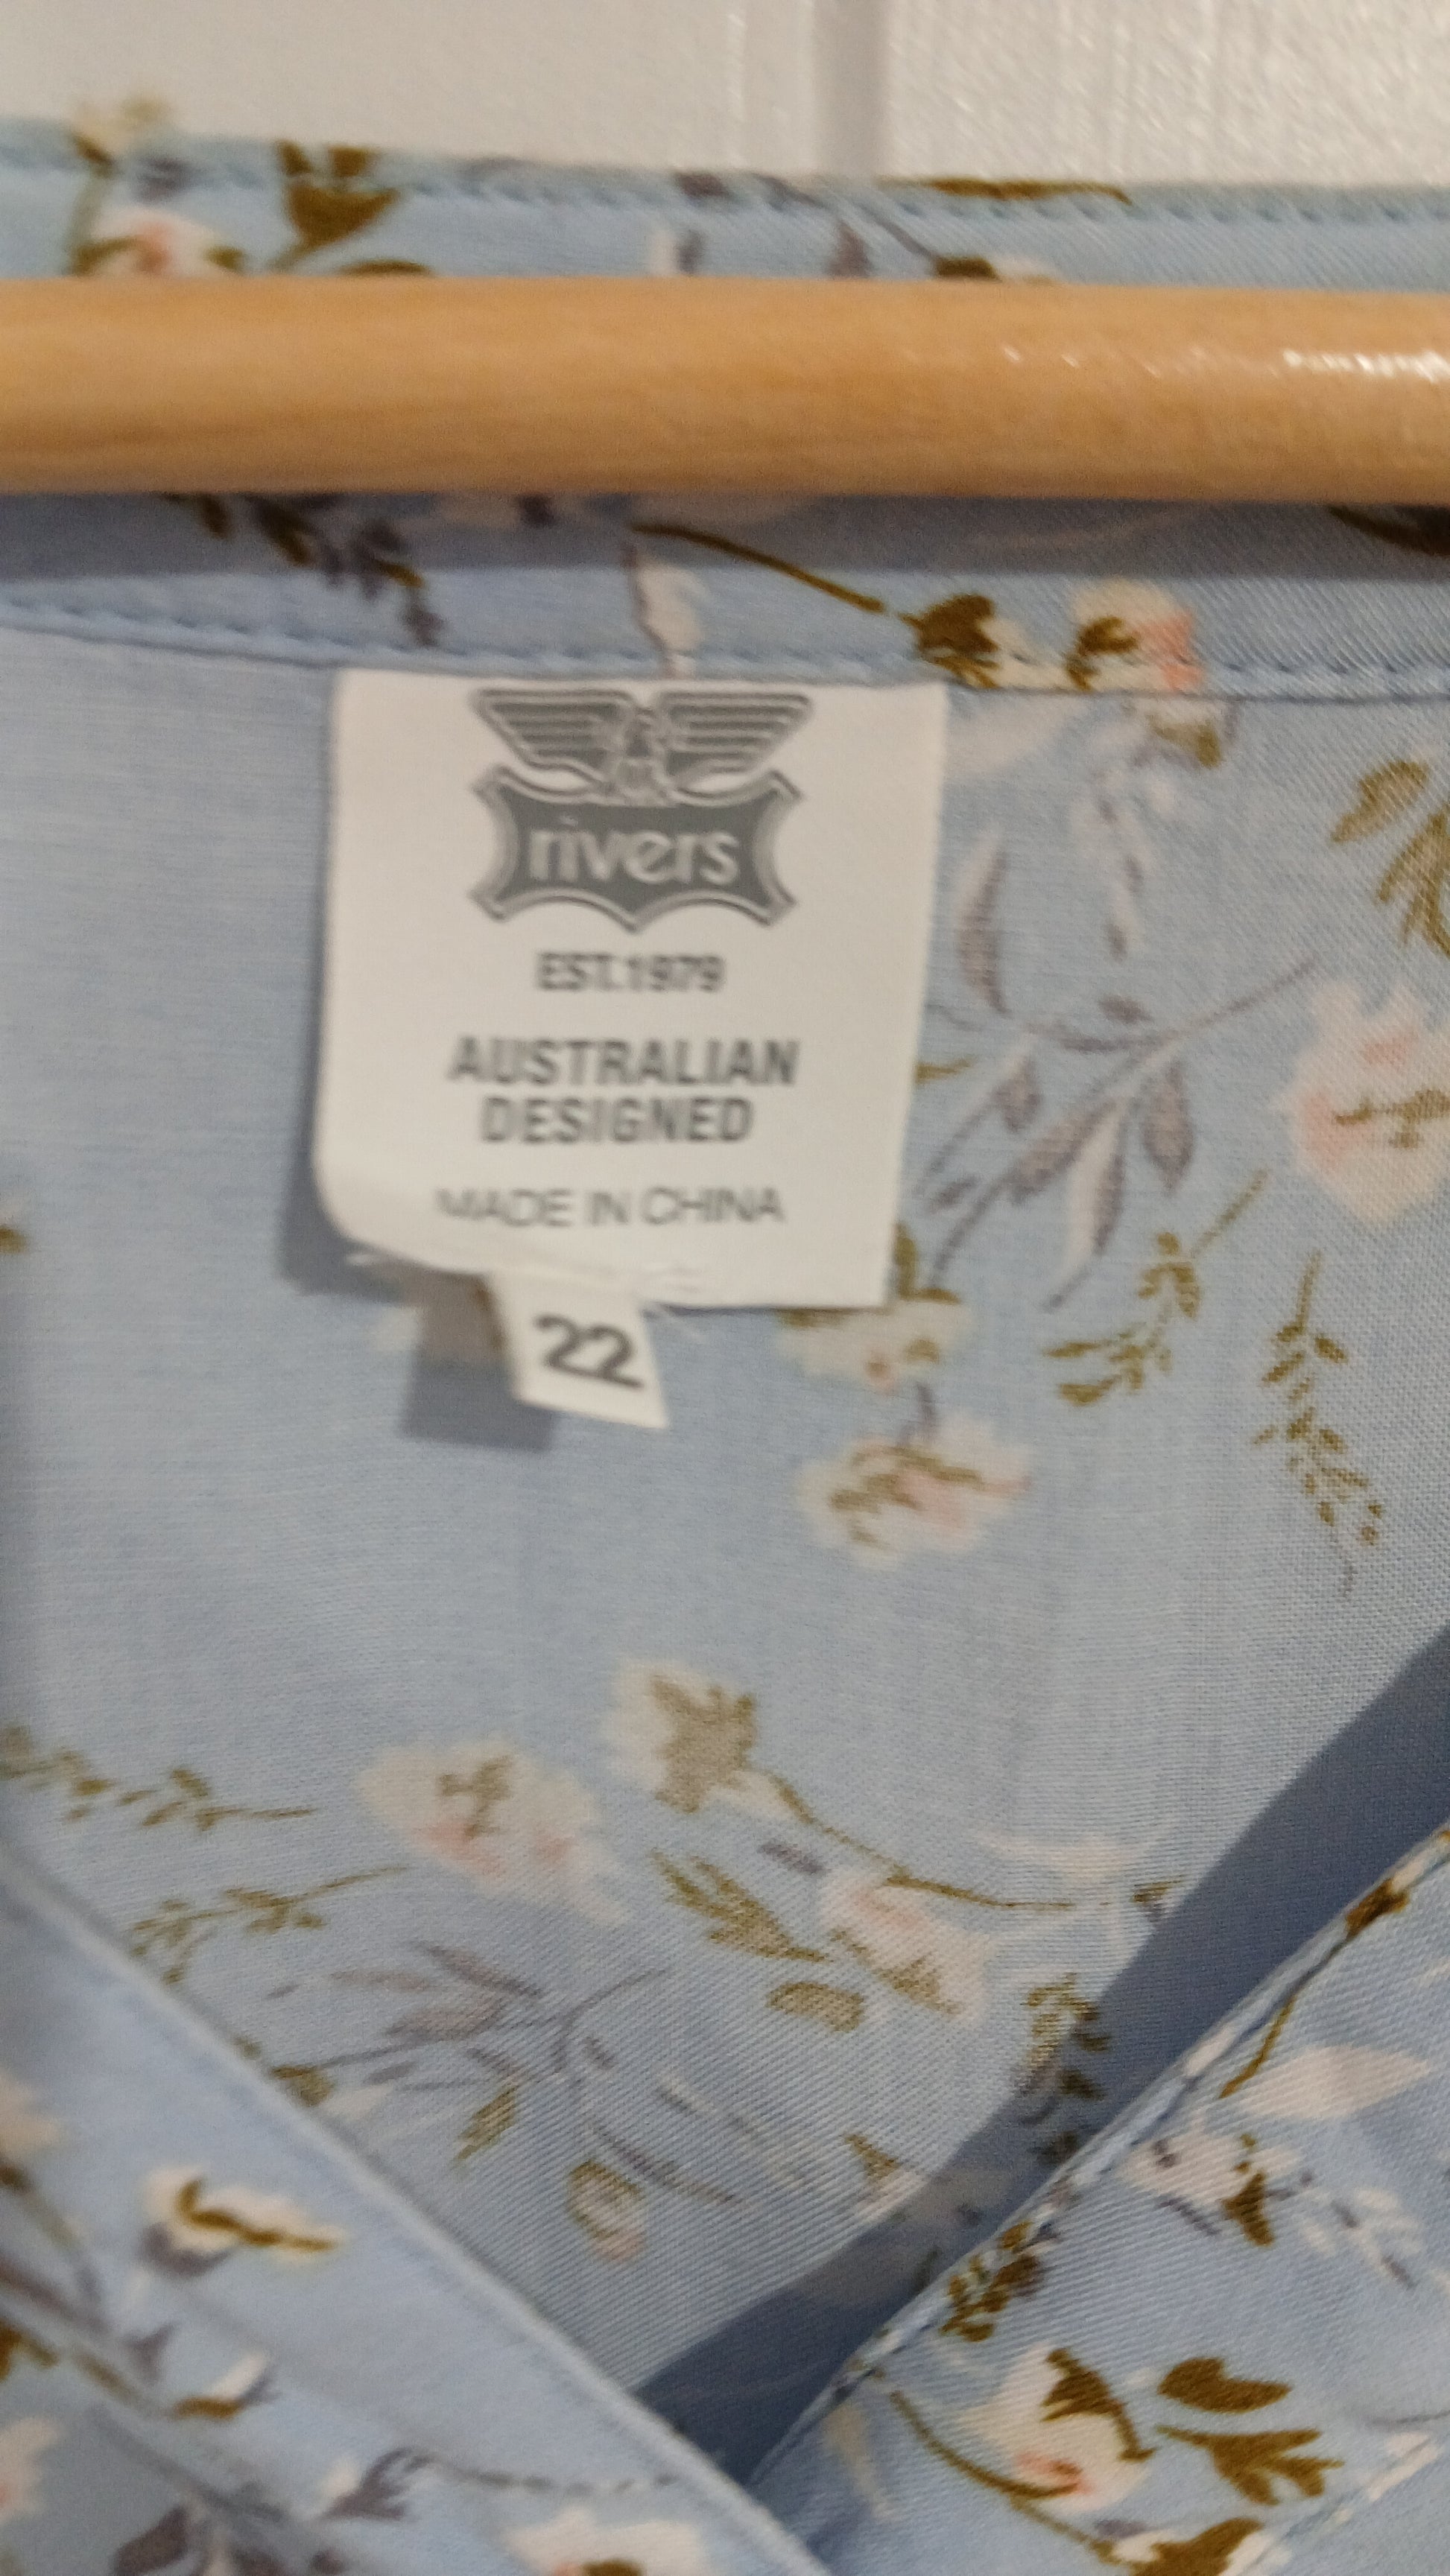 rivers
EST.1979
AUSTRALIAN
DESIGNED
MADE IN CHINA
22